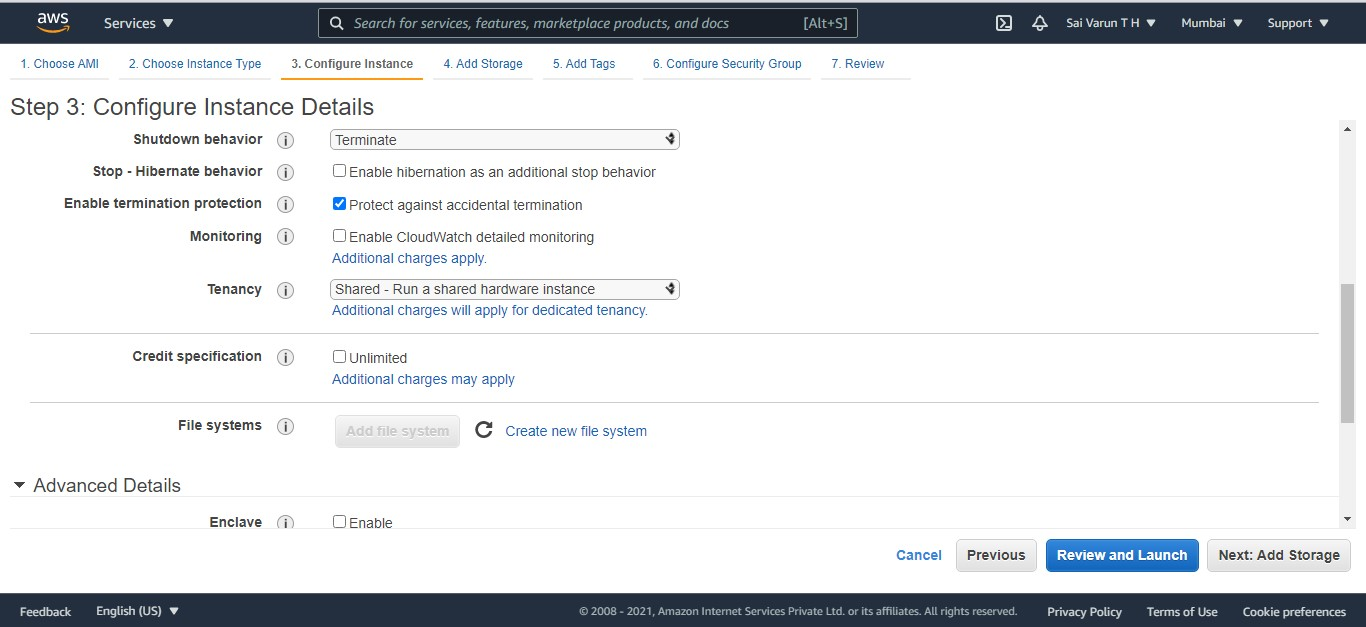 aws Services Search for services, features, marketplace products, and docs [Alt+S] Sai Varun T H Mumbai Support
1. Choose AMI 2. Choose Instance Type 3. Configure Instance 4. Add Storage 5. Add Tags 6. Configure Security Group 7. Review
Step 3: Configure Instance Details
Shutdown behavior i Terminate
Stop - Hibernate behavior i Enable hibernation as an additional stop behavior
Enable termination protection i Protect against accidental termination
Monitoring i Enable CloudWatch detailed monitoring
Additional charges apply.
Tenancy i Shared - Run a shared hardware instance
Additional charges will apply for dedicated tenancy.
Credit specification i Unlimited
Additional charges may apply
File systems i Add file system Create new file system
Advanced Details
Enclave i Enable
Cancel Previous Review and Launch Next: Add Storage
Feedback English (US) © 2008 - 2021, Amazon Internet Services Private Ltd. or its affiliates. All rights reserved. Privacy Policy Terms of Use Cookie preferences